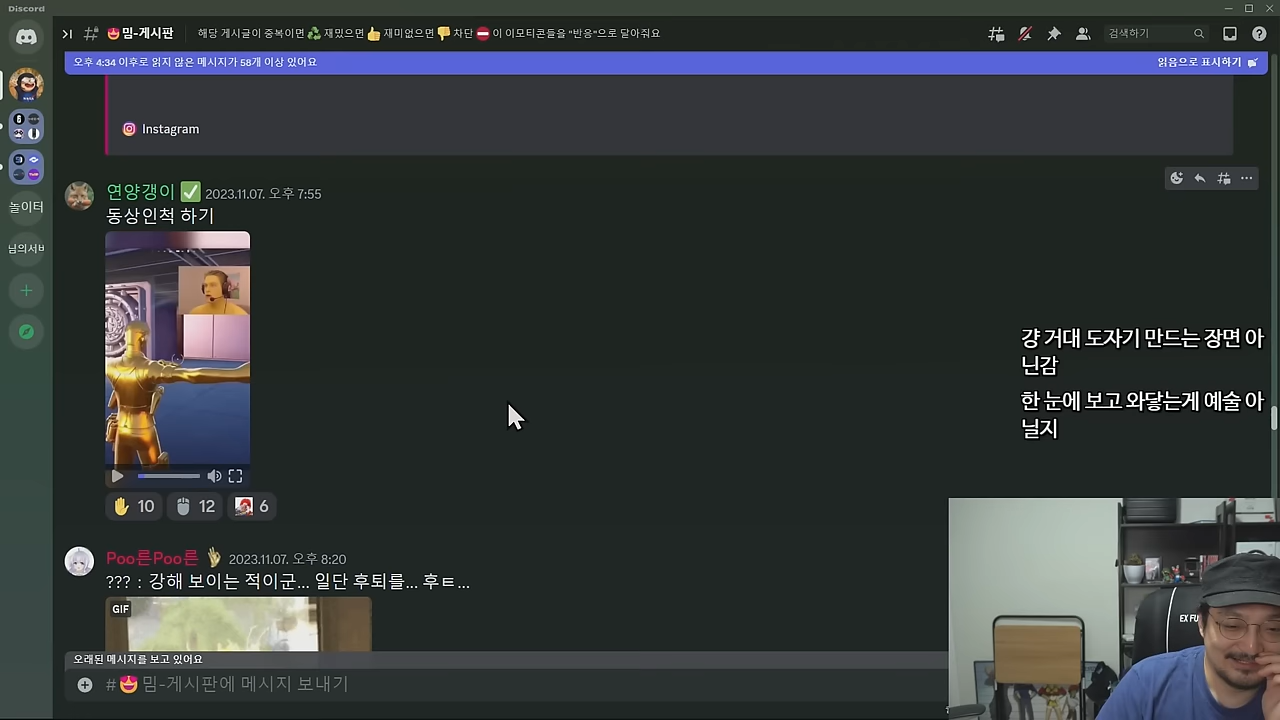 Discord
밈-게시판
해당 게시글이 중복이면 ♻️ 재밌으면 👍 재미없으면 👎 차단 ⛔ 이 이모티콘들을 "반응"으로 달아줘요
검색하기
오후 4:34 이후로 읽지 않은 메시지가 58개 이상 있어요
읽음으로 표시하기
Instagram
연양갱이 ✅ 2023.11.07. 오후 7:55
동상인척 하기
10 12 6
놀이터
님의서버
걍 거대 도자기 만드는 장면 아
닌감
한 눈에 보고 와닿는게 예술 아
닐지
Poo른Poo른 2023.11.07. 오후 8:20
??? : 강해 보이는 적이군... 일단 후퇴를... 후ㅌ...
GIF
오래된 메시지를 보고 있어요
#😍밈-게시판에 메시지 보내기